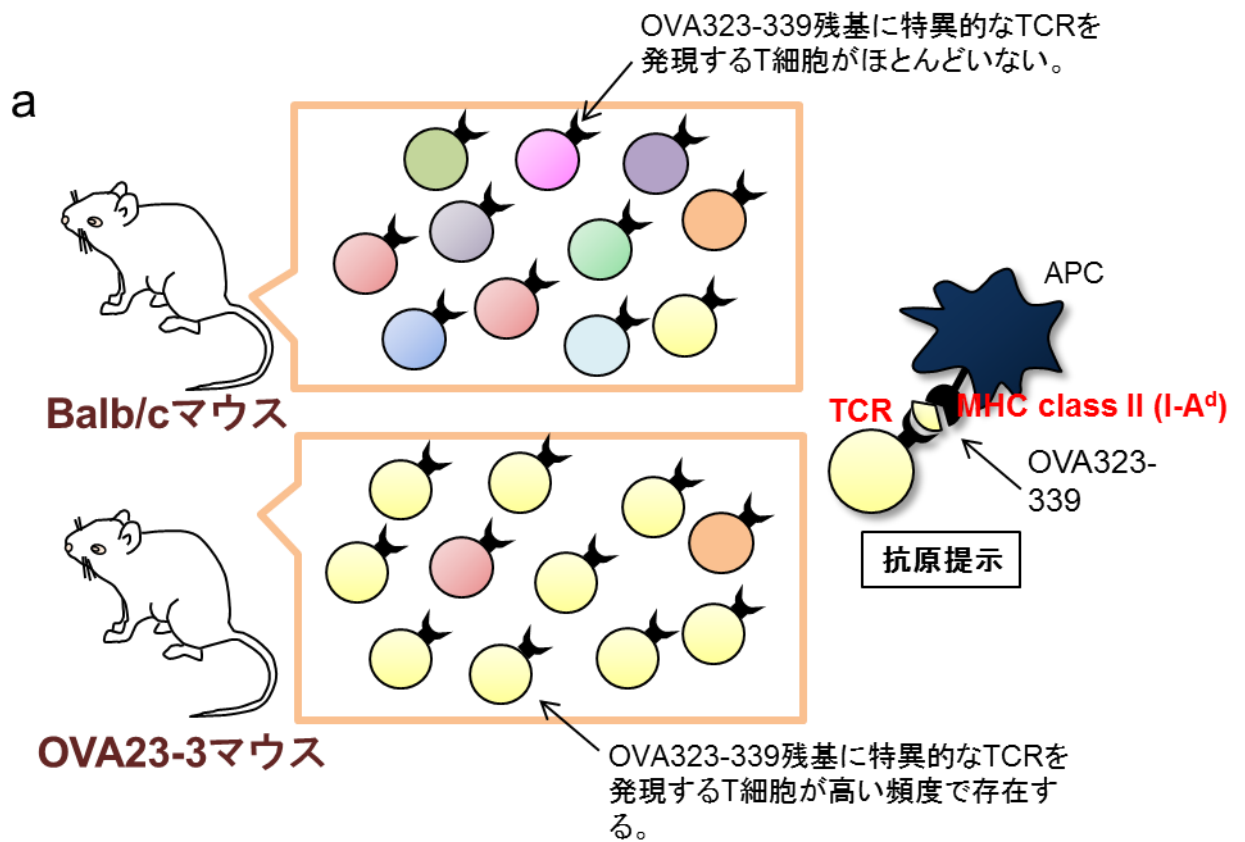 OVA323-339残基に特異的なTCRを
発現するT細胞がほとんどいない。
a
APC
Balb/cマウス
TCR
MHC class II (I-Aᵈ)
OVA323-
339
抗原提示
OVA23-3マウス
OVA323-339残基に特異的なTCRを
発現するT細胞が高い頻度で存在す
る。